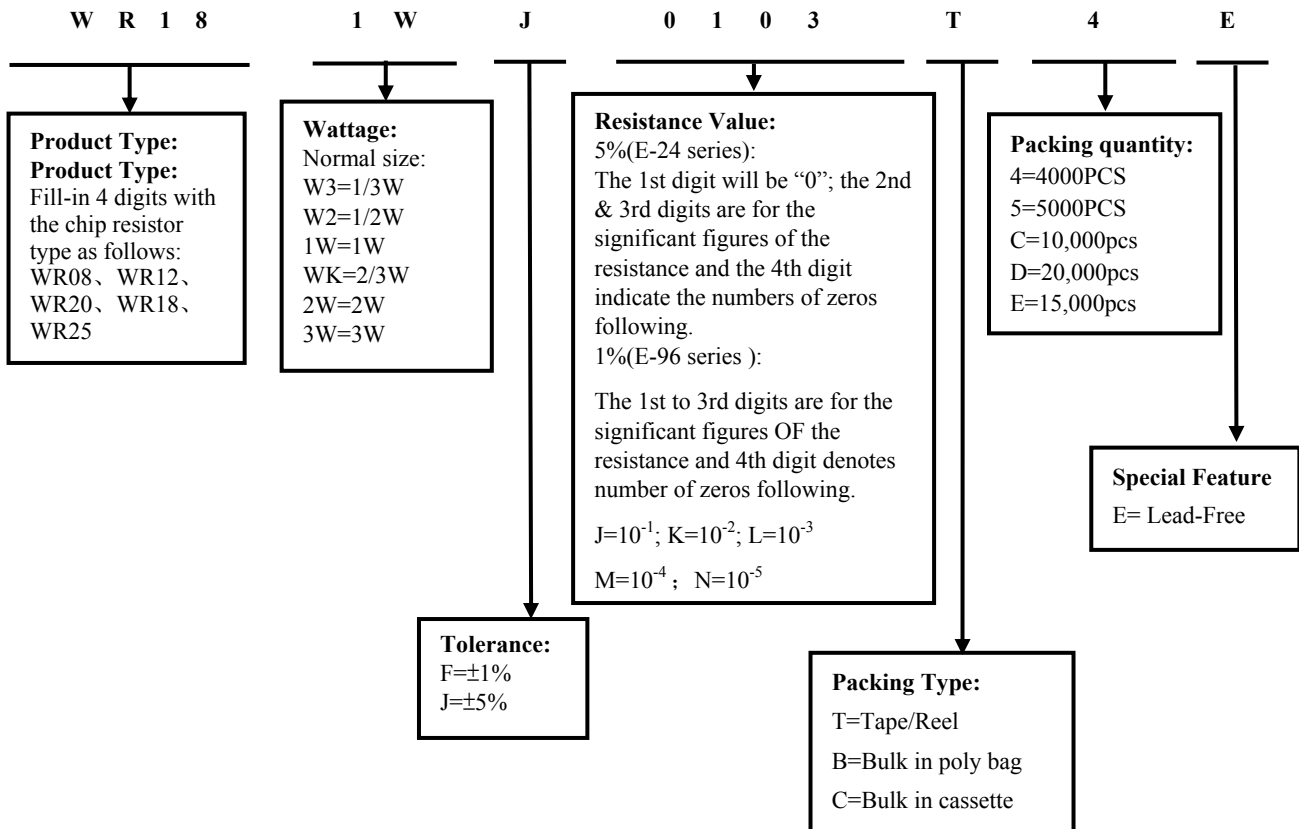 W R 1 8 1 W J 0 1 0 3 T 4 E
Product Type:
Product Type:
Fill-in 4 digits with
the chip resistor
type as follows:
WR08、WR12、
WR20、WR18、
WR25
Wattage:
Normal size:
W3=1/3W
W2=1/2W
1W=1W
WK=2/3W
2W=2W
3W=3W
Resistance Value:
5%(E-24 series):
The 1st digit will be “0”; the 2nd
& 3rd digits are for the
significant figures of the
resistance and the 4th digit
indicate the numbers of zeros
following.
1%(E-96 series ):
The 1st to 3rd digits are for the
significant figures OF the
resistance and 4th digit denotes
number of zeros following.
J=10⁻¹; K=10⁻²; L=10⁻³
M=10⁻⁴ ; N=10⁻⁵
Packing quantity:
4=4000PCS
5=5000PCS
C=10,000pcs
D=20,000pcs
E=15,000pcs
Special Feature
E= Lead-Free
Tolerance:
F=±1%
J=±5%
Packing Type:
T=Tape/Reel
B=Bulk in poly bag
C=Bulk in cassette